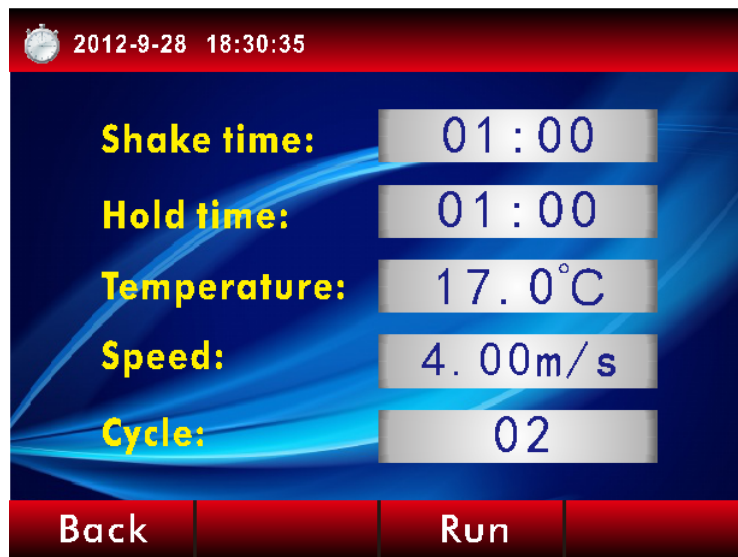 2012-9-28 18:30:35
Shake time: 01:00
Hold time: 01:00
Temperature: 17.0°C
Speed: 4.00m/s
Cycle: 02
Back Run